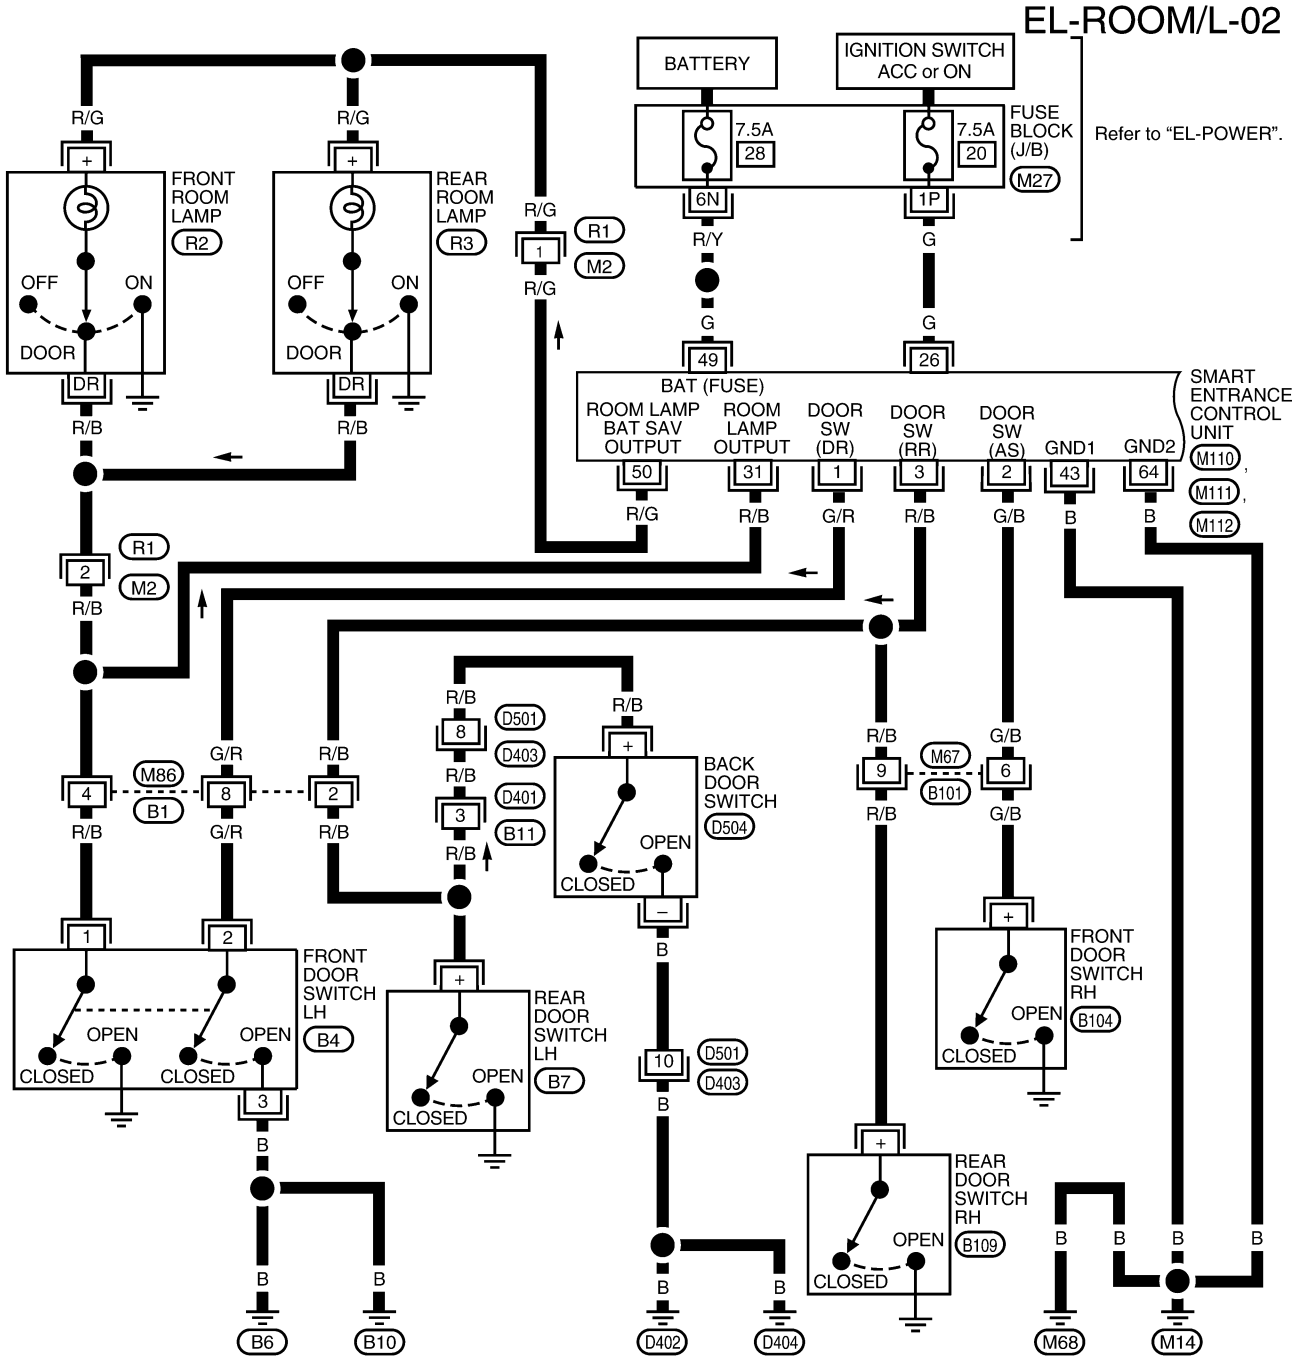 EL-ROOM/L-02
BATTERY
IGNITION SWITCH
ACC or ON
FUSE
BLOCK
(J/B)
M27
Refer to “EL-POWER”.
7.5A
28
7.5A
20
6N
1P
R/Y
G
G
G
49
26
R/G
R/G
+
+
FRONT
ROOM
LAMP
R2
REAR
ROOM
LAMP
R3
OFF
ON
DOOR
OFF
ON
DOOR
DR
DR
R/B
R/B
R/G
1
R1
M2
R/G
BAT (FUSE)
ROOM LAMP
BAT SAV
OUTPUT
ROOM
LAMP
OUTPUT
DOOR
SW
(DR)
DOOR
SW
(RR)
DOOR
SW
(AS)
GND1
GND2
SMART
ENTRANCE
CONTROL
UNIT
M110 ,
M111 ,
M112
50
31
1
3
2
43
64
R/G
R/B
G/R
R/B
G/B
B
B
2
R1
M2
R/B
R/B
8
D501
D403
R/B
3
D401
B11
R/B
R/B
+
BACK
DOOR
SWITCH
D504
OPEN
CLOSED
–
B
10
D501
D403
B
B
B
D402
D404
G/R
R/B
4
M86
B1
8
2
R/B
G/R
R/B
R/B
G/B
9
M67
B101
6
R/B
G/B
1
2
FRONT
DOOR
SWITCH
LH
B4
OPEN
CLOSED
OPEN
CLOSED
3
B
B
B
B6
B10
+
REAR
DOOR
SWITCH
LH
B7
OPEN
CLOSED
+
FRONT
DOOR
SWITCH
RH
B104
OPEN
CLOSED
+
REAR
DOOR
SWITCH
RH
B109
OPEN
CLOSED
B
B
B
B
M68
M14